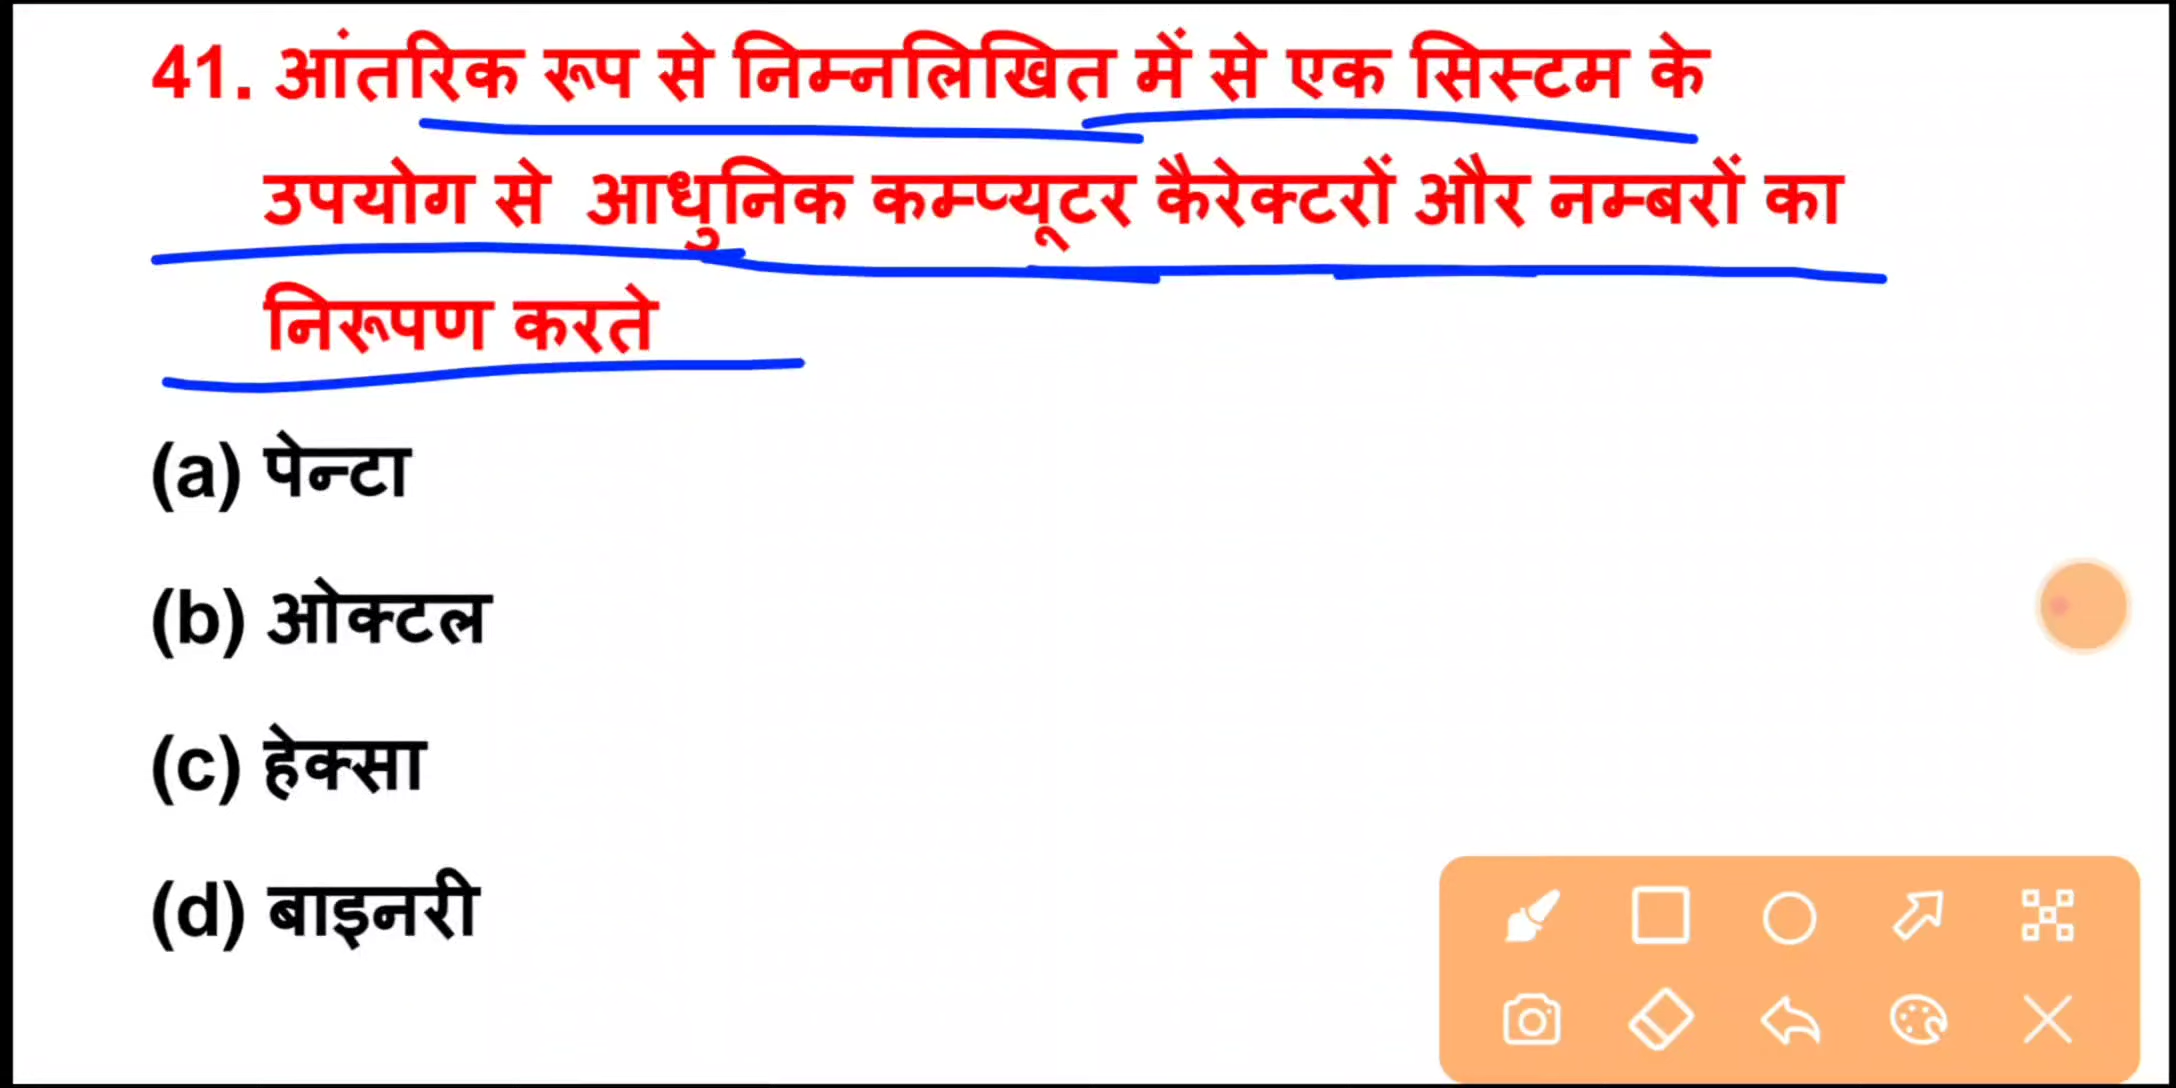 41. आंतरिक रूप से निम्नलिखित में से एक सिस्टम के
उपयोग से आधुनिक कम्प्यूटर कैरेक्टरों और नम्बरों का
निरूपण करते
(a) पेन्टा
(b) ओक्टल
(c) हेक्सा
(d) बाइनरी